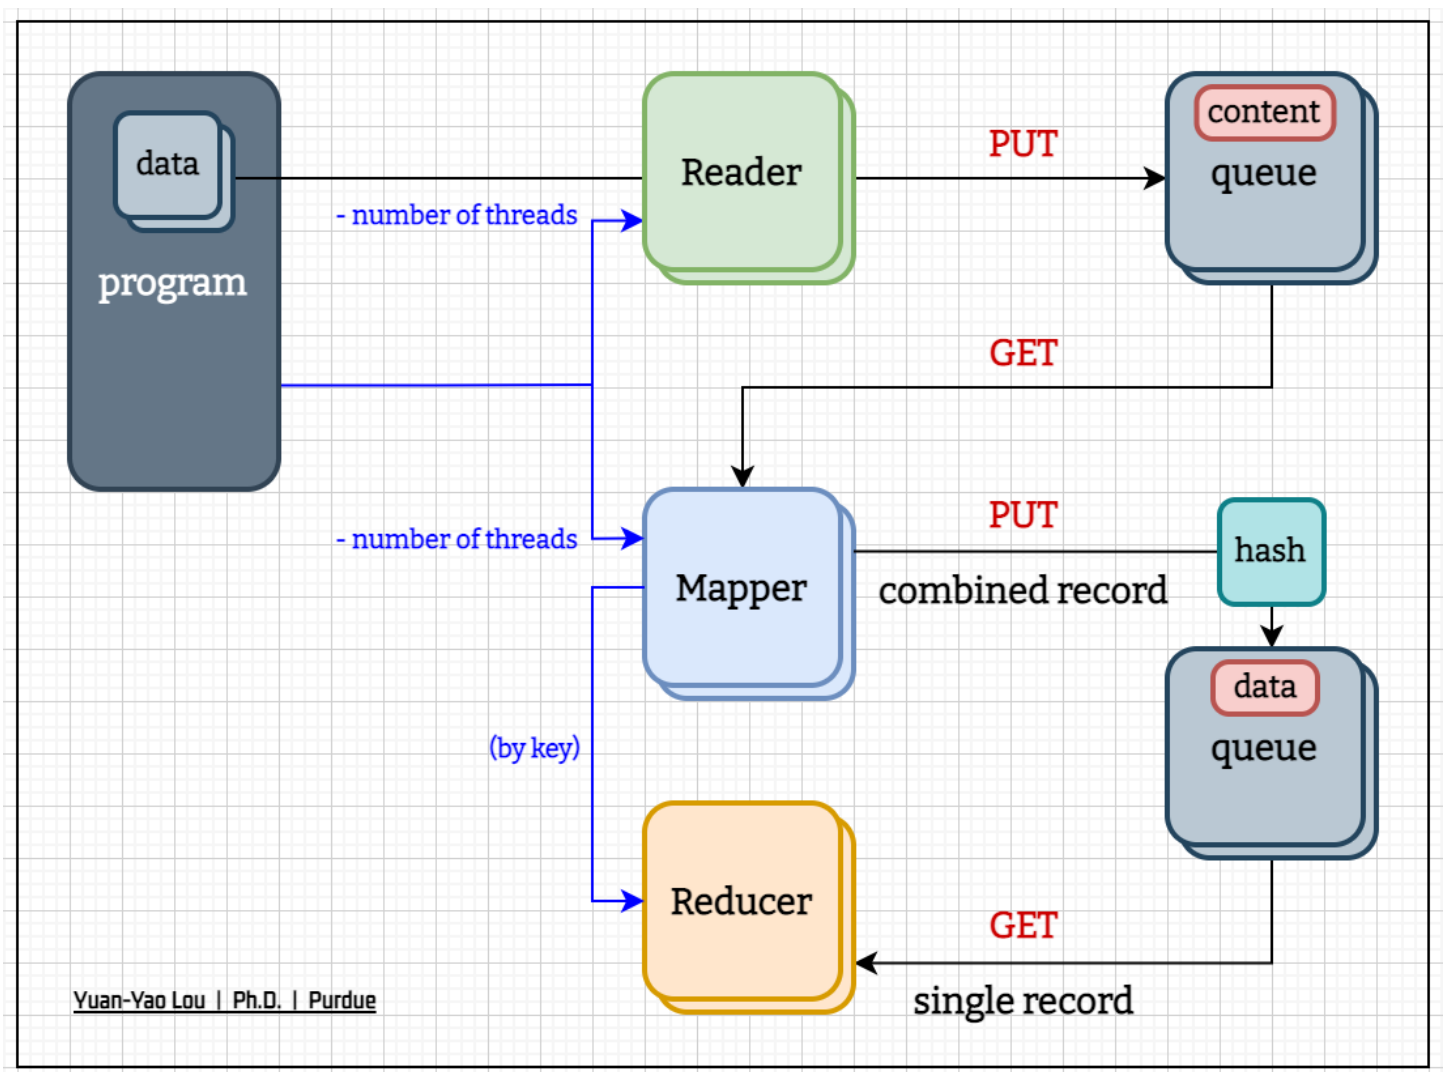 data
program
Reader
PUT
content
queue
- number of threads
GET
- number of threads
Mapper
PUT
combined record
hash
data
queue
(by key)
Reducer
GET
single record
Yuan-Yao Lou | Ph.D. | Purdue